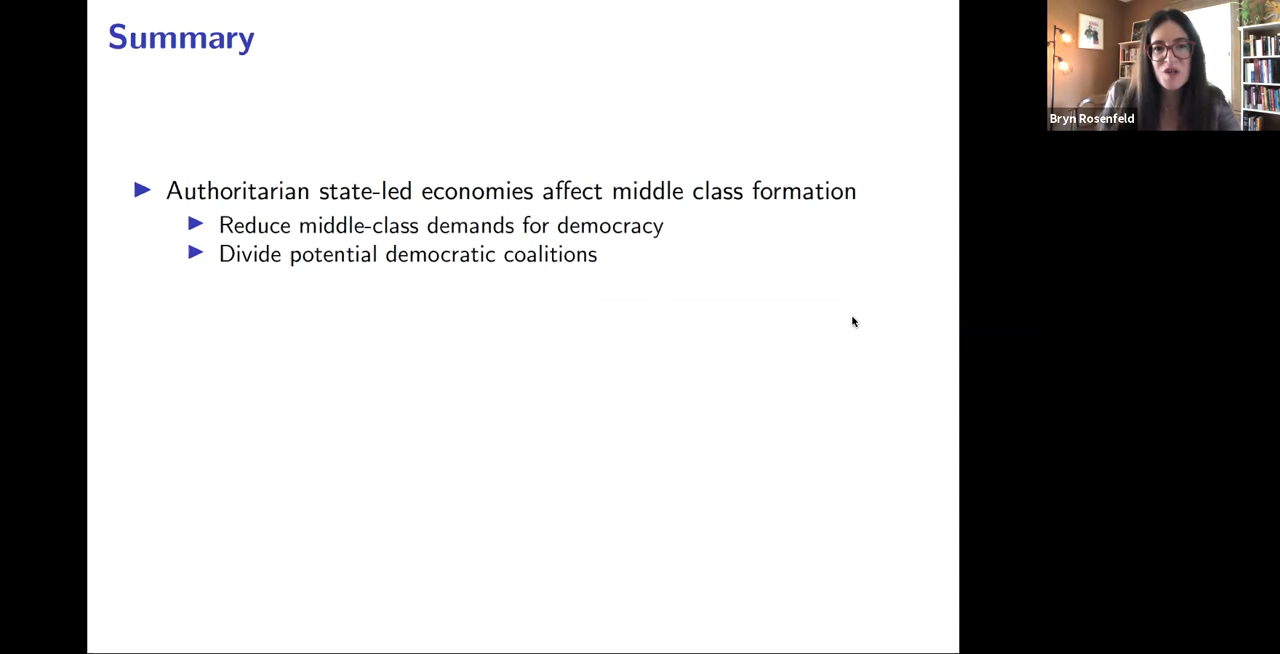 Summary
Authoritarian state-led economies affect middle class formation
Reduce middle-class demands for democracy
Divide potential democratic coalitions
Bryn Rosenfeld